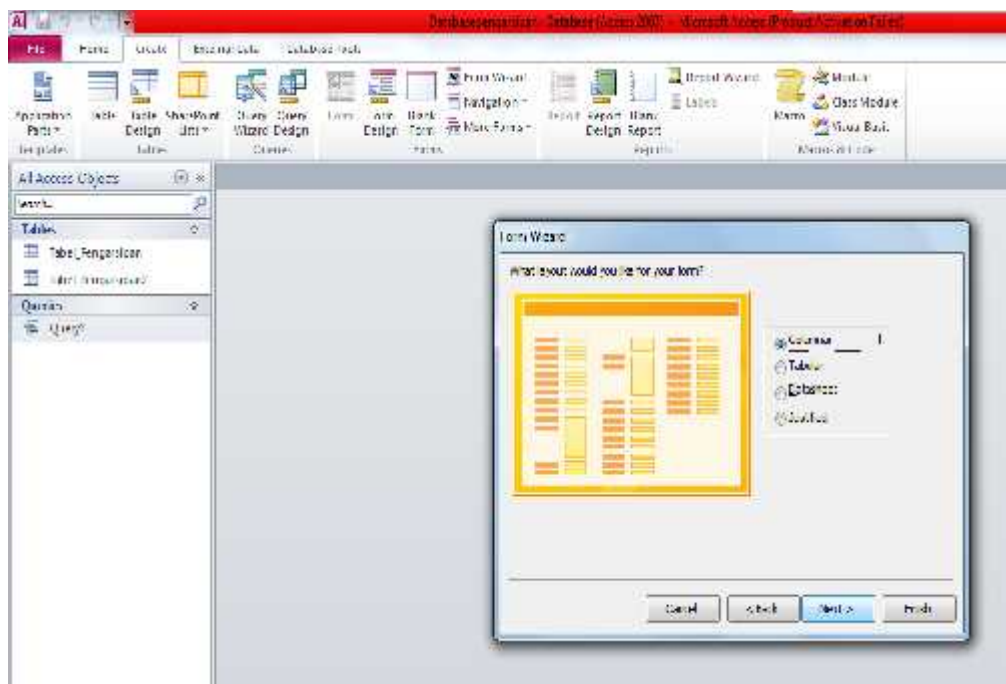 File Home Create External Data Database Tools
Application Parts Table Table Design SharePoint Lists Query Wizard Query Design Form Form Design Blank Form Form Wizard Navigation More Forms Report Report Design Blank Report Report Wizard Labels Macro Module Class Module Visual Basic
Templates Tables Queries Forms Reports Macros & Code
All Access Objects
Search...
Tables
Queries
Form Wizard
What layout would you like for your form?
Columnar
Tabular
Datasheet
Justified
Cancel < Back Next > Finish